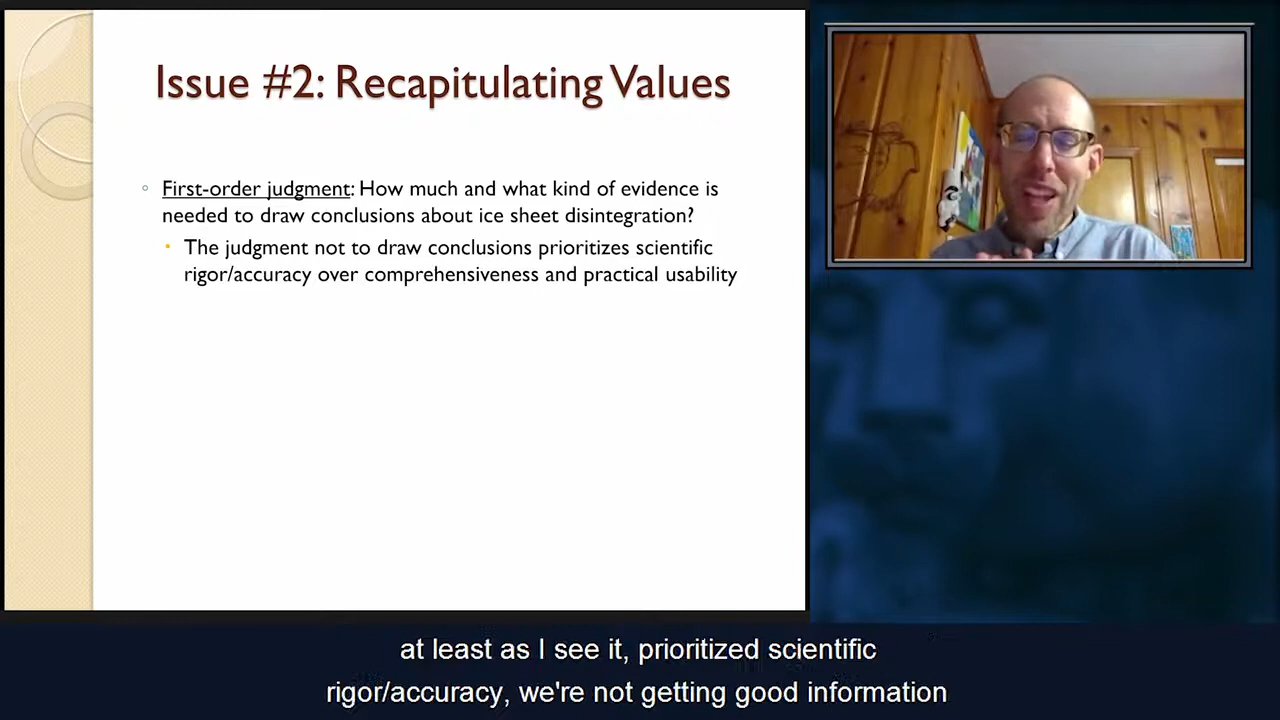 Issue #2: Recapitulating Values
◦ First-order judgment: How much and what kind of evidence is
needed to draw conclusions about ice sheet disintegration?
• The judgment not to draw conclusions prioritizes scientific
rigor/accuracy over comprehensiveness and practical usability
at least as I see it, prioritized scientific
rigor/accuracy, we're not getting good information